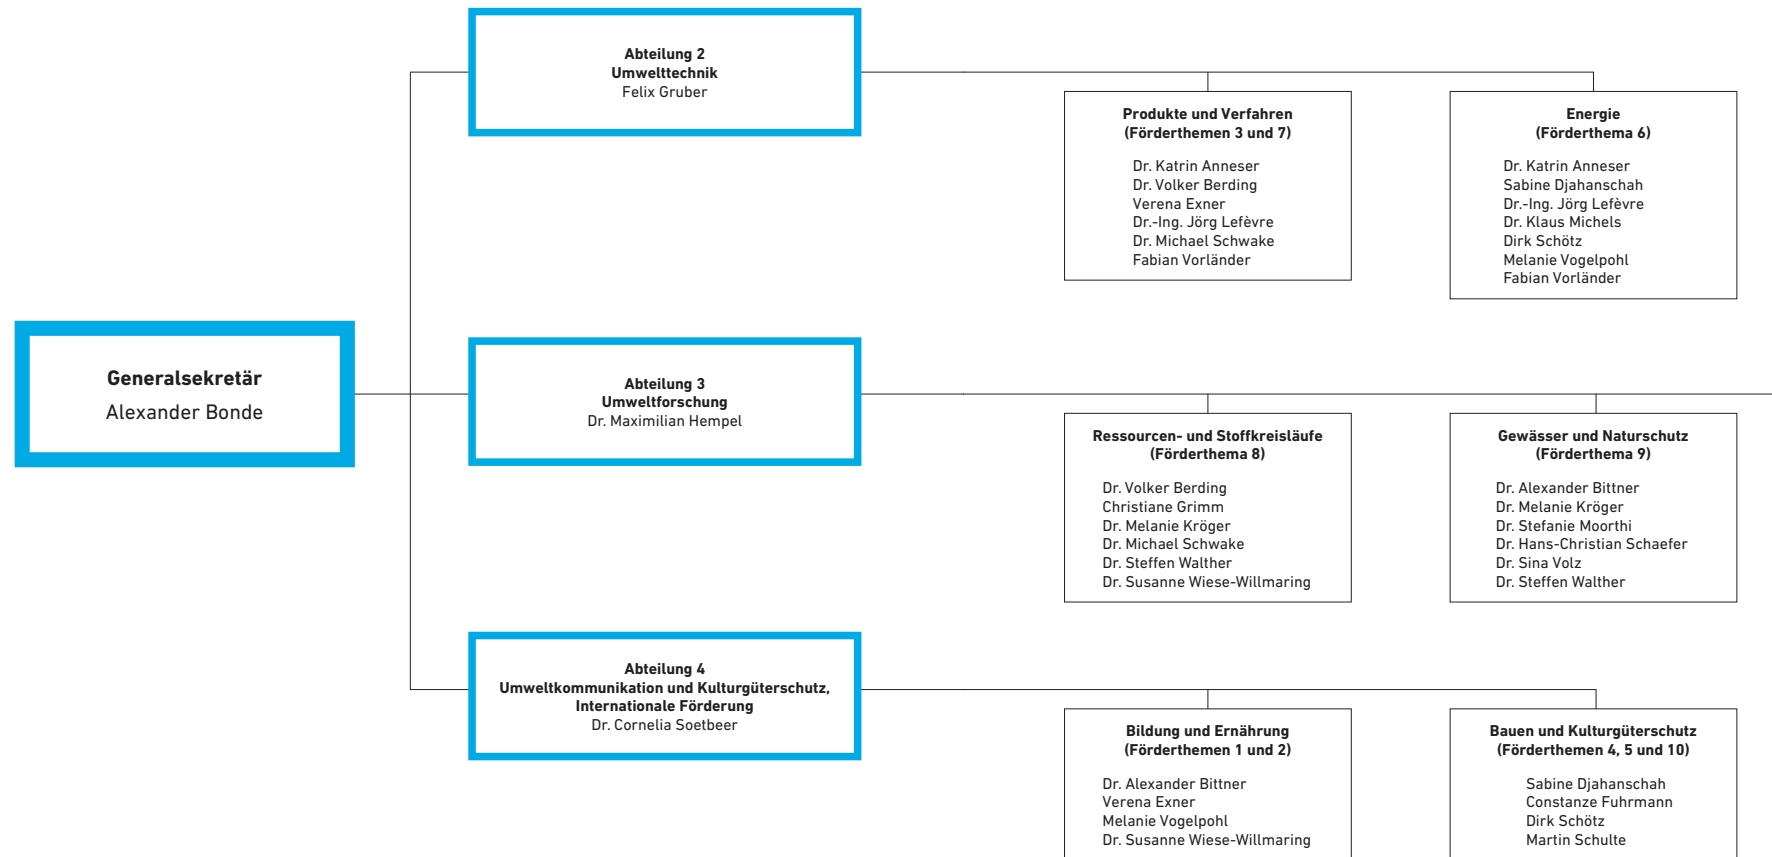 Generalsekretär
Alexander Bonde
Abteilung 2
Umwelttechnik
Felix Gruber
Produkte und Verfahren
(Förderthemen 3 und 7)
Dr. Katrin Anneser
Dr. Volker Berding
Verena Exner
Dr.-Ing. Jörg Lefèvre
Dr. Michael Schwake
Fabian Vorländer
Energie
(Förderthema 6)
Dr. Katrin Anneser
Sabine Djahanschah
Dr.-Ing. Jörg Lefèvre
Dr. Klaus Michels
Dirk Schötz
Melanie Vogelpohl
Fabian Vorländer
Abteilung 3
Umweltforschung
Dr. Maximilian Hempel
Ressourcen- und Stoffkreisläufe
(Förderthema 8)
Dr. Volker Berding
Christiane Grimm
Dr. Melanie Kröger
Dr. Michael Schwake
Dr. Steffen Walther
Dr. Susanne Wiese-Willmaring
Gewässer und Naturschutz
(Förderthema 9)
Dr. Alexander Bittner
Dr. Melanie Kröger
Dr. Stefanie Moorthi
Dr. Hans-Christian Schaefer
Dr. Sina Volz
Dr. Steffen Walther
Abteilung 4
Umweltkommunikation und Kulturgüterschutz,
Internationale Förderung
Dr. Cornelia Soetbeer
Bildung und Ernährung
(Förderthemen 1 und 2)
Dr. Alexander Bittner
Verena Exner
Melanie Vogelpohl
Dr. Susanne Wiese-Willmaring
Bauen und Kulturgüterschutz
(Förderthemen 4, 5 und 10)
Sabine Djahanschah
Constanze Fuhrmann
Dirk Schötz
Martin Schulte